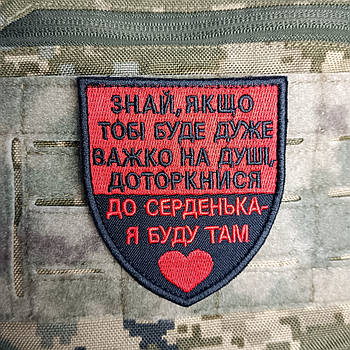 ЗНАЙ, ЯКЩО
ТОБІ БУДЕ ДУЖЕ
ВАЖКО НА ДУШІ,
ДОТОРКНИСЯ
ДО СЕРДЕНЬКА-
Я БУДУ ТАМ